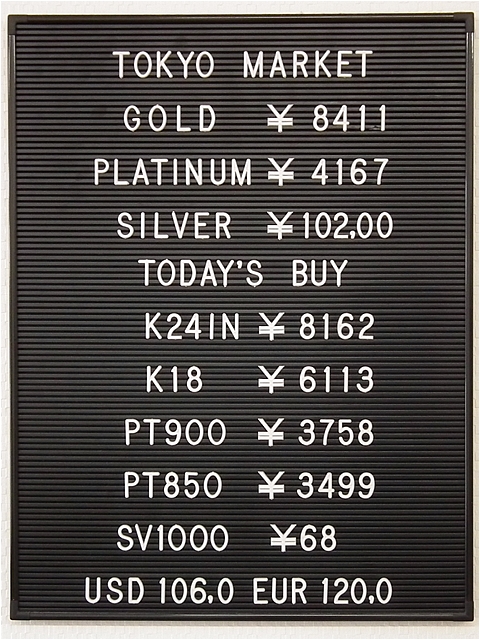 TOKYO MARKET
GOLD ¥ 8411
PLATINUM ¥ 4167
SILVER ¥102,00
TODAY'S BUY
K24IN ¥ 8162
K18 ¥ 6113
PT900 ¥ 3758
PT850 ¥ 3499
SV1000 ¥68
USD 106,0 EUR 120,0